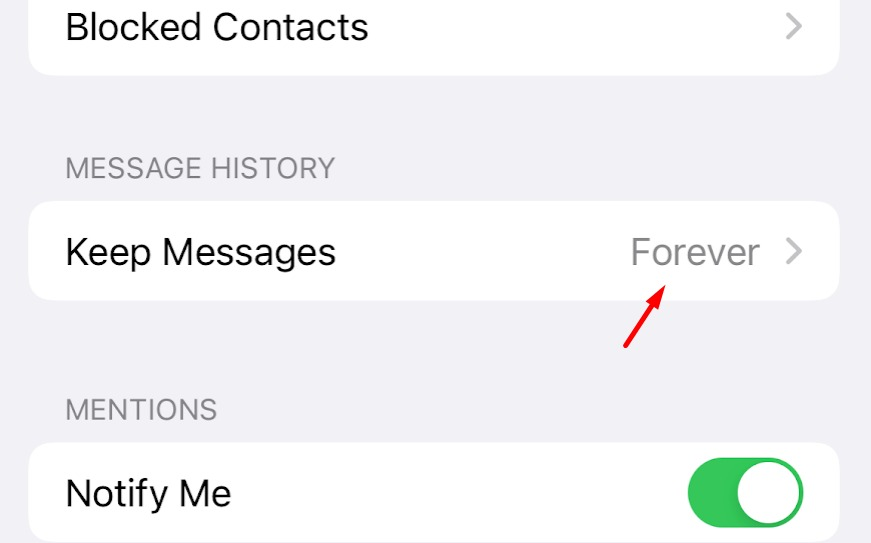 Blocked Contacts
MESSAGE HISTORY
Keep Messages Forever
MENTIONS
Notify Me